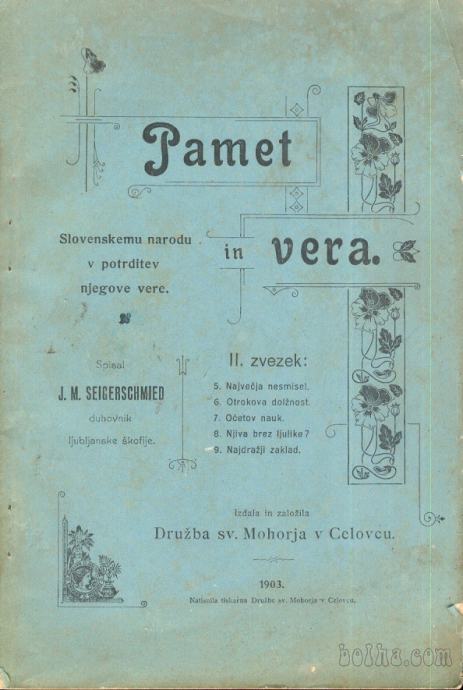 Pamet
in vera.
Slovenskemu narodu
v potrditev
njegove vere.
Spisal
J. M. SEIGERSCHMIED
duhovnik
ljubljanske škofije.
II. zvezek:
5. Največja nesmisel.
6. Otrokova dolžnost.
7. Očetov nauk.
8. Njiva brez ljulike?
9. Najdražji zaklad.
Izdala in založila
Družba sv. Mohorja v Celovcu.
1903.
Natisnila tiskarna Družbe sv. Mohorja v Celovcu.
bolha.com